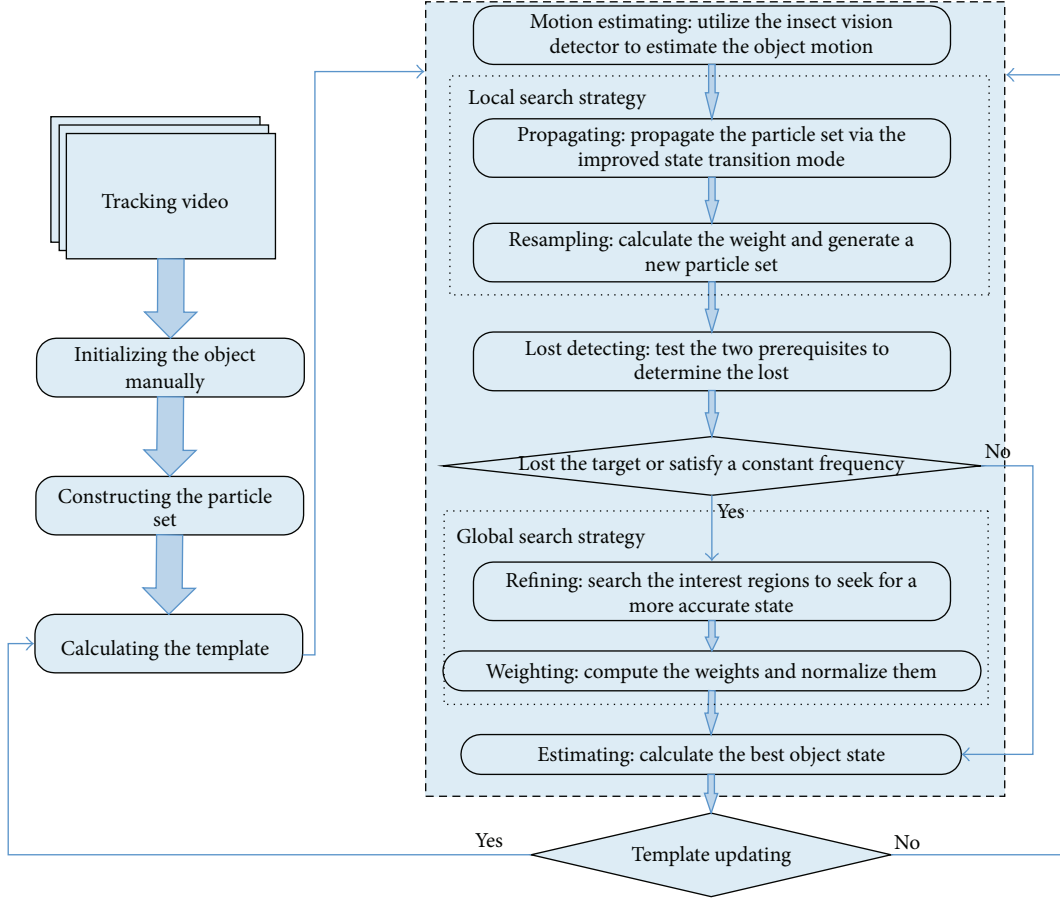 Tracking video
Initializing the object
manually
Constructing the particle
set
Calculating the template
Motion estimating: utilize the insect vision
detector to estimate the object motion
Local search strategy
Propagating: propagate the particle set via the
improved state transition mode
Resampling: calculate the weight and generate a
new particle set
Lost detecting: test the two prerequisites to
determine the lost
Lost the target or satisfy a constant frequency
No
Yes
Global search strategy
Refining: search the interest regions to seek for a
more accurate state
Weighting: compute the weights and normalize them
Estimating: calculate the best object state
Yes
Template updating
No